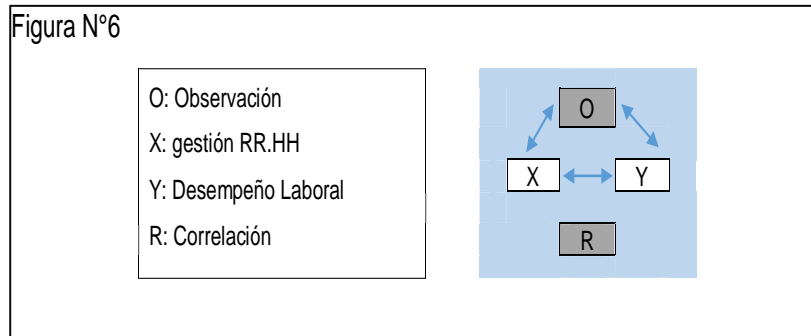 Figura N°6
O: Observación
X: gestión RR.HH
Y: Desempeño Laboral
R: Correlación
O
X
Y
R